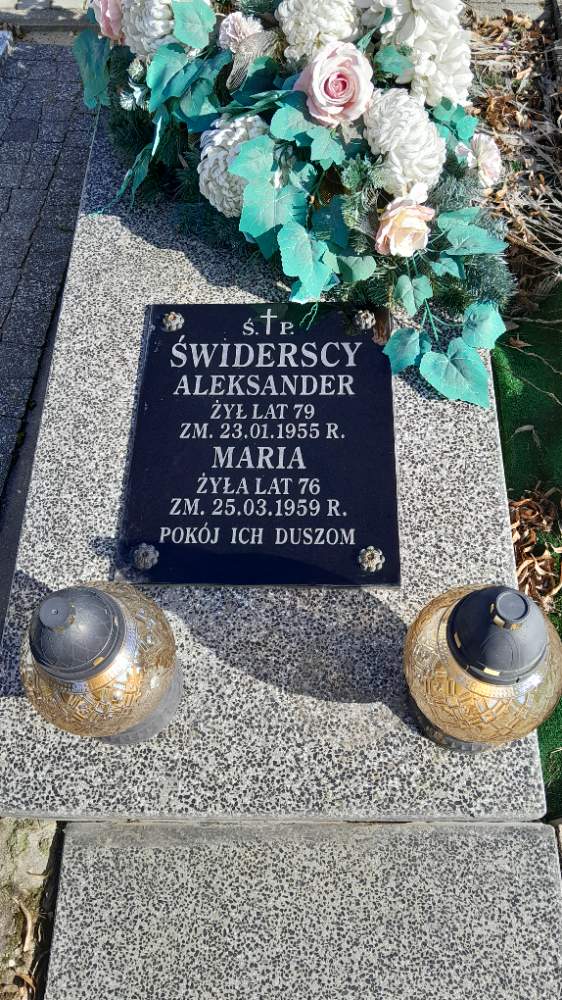 Ś. P.
ŚWIDERSCY
ALEKSANDER
ŻYŁ LAT 79
ZM. 23.01.1955 R.
MARIA
ŻYŁA LAT 76
ZM. 25.03.1959 R.
POKÓJ ICH DUSZOM